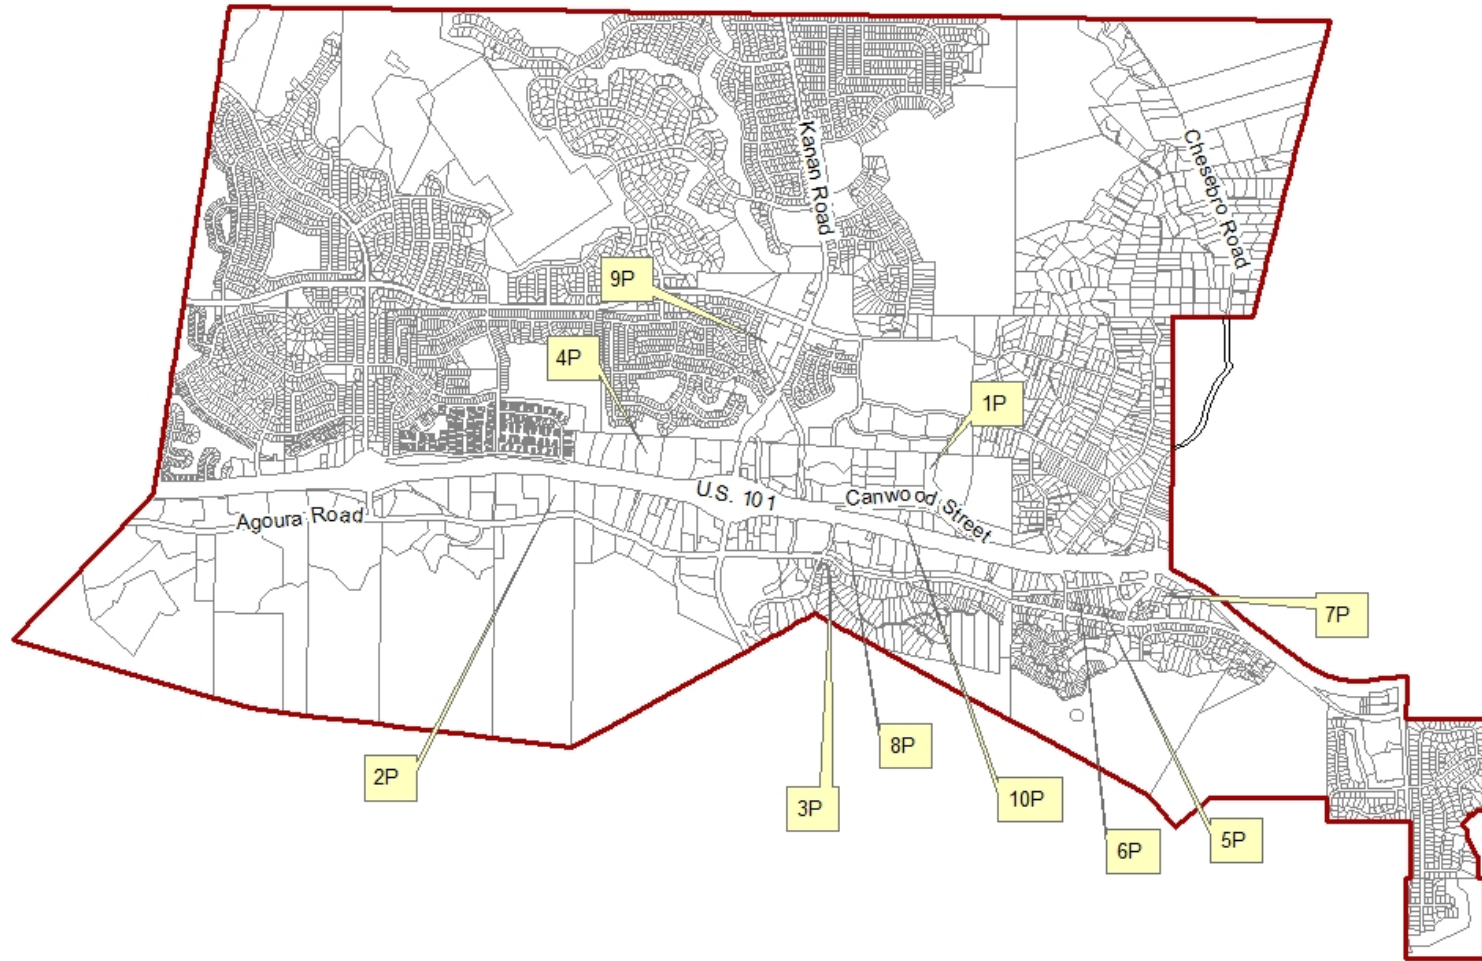 Kanan Road
Chesebro Road
9P
4P
1P
U.S. 101
Canwood Street
Agoura Road
7P
8P
2P
10P
3P
5P
6P